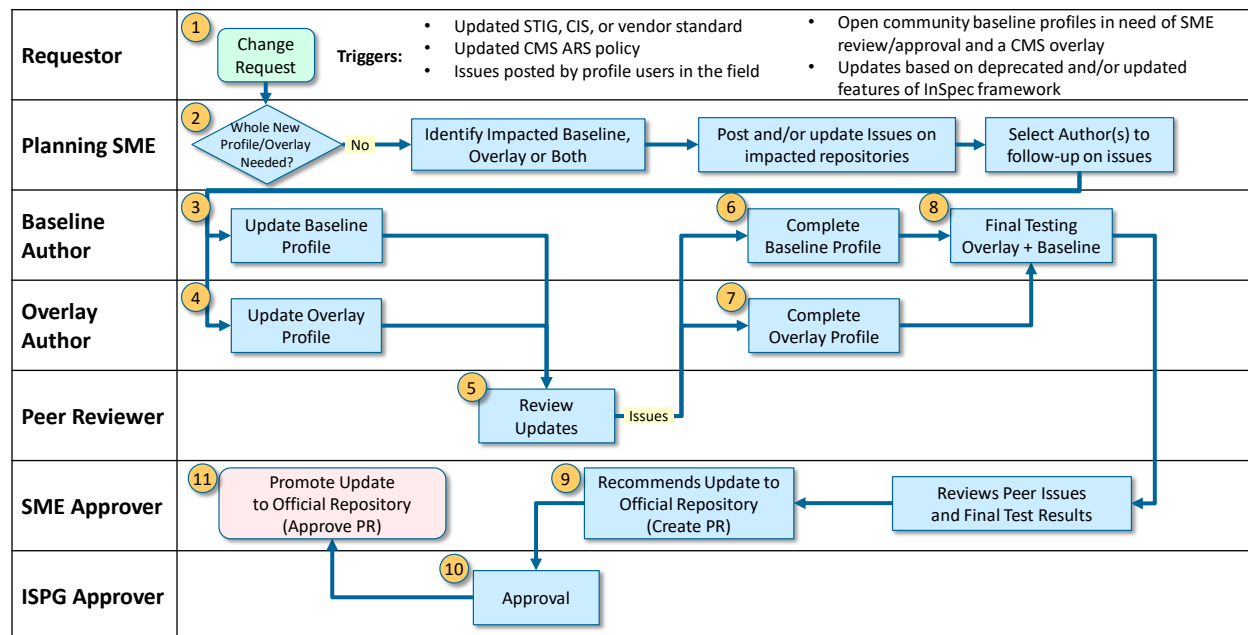 Requestor
1
Change
Request
Triggers:
• Updated STIG, CIS, or vendor standard
• Updated CMS ARS policy
• Issues posted by profile users in the field
• Open community baseline profiles in need of SME
review/approval and a CMS overlay
• Updates based on deprecated and/or updated
features of InSpec framework
Planning SME
2
Whole New
Profile/Overlay
Needed?
No
Identify Impacted Baseline,
Overlay or Both
Post and/or update Issues on
impacted repositories
Select Author(s) to
follow-up on issues
Baseline
Author
3
Update Baseline
Profile
6
Complete
Baseline Profile
8
Final Testing
Overlay + Baseline
Overlay
Author
4
Update Overlay
Profile
7
Complete
Overlay Profile
Peer Reviewer
5
Review
Updates
Issues
SME Approver
11
Promote Update
to Official Repository
(Approve PR)
9
Recommends Update to
Official Repository
(Create PR)
Reviews Peer Issues
and Final Test Results
ISPG Approver
10
Approval